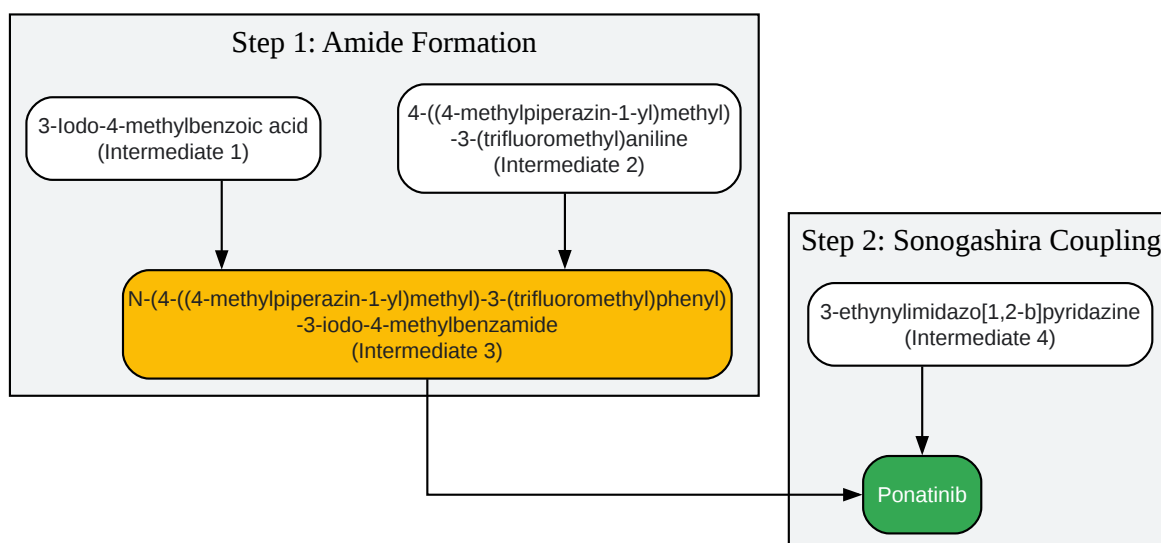 Step 1: Amide Formation
3-Iodo-4-methylbenzoic acid
(Intermediate 1)
4-((4-methylpiperazin-1-yl)methyl)
-3-(trifluoromethyl)aniline
(Intermediate 2)
N-(4-((4-methylpiperazin-1-yl)methyl)-3-(trifluoromethyl)phenyl)
-3-iodo-4-methylbenzamide
(Intermediate 3)
Step 2: Sonogashira Coupling
3-ethynylimidazo[1,2-b]pyridazine
(Intermediate 4)
Ponatinib